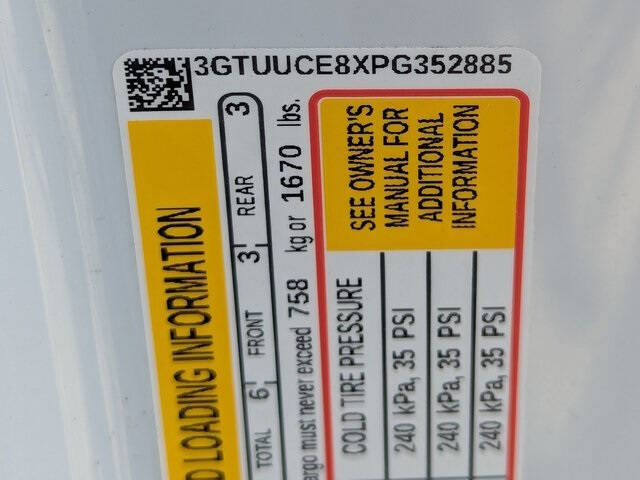 3GTUUCE8XPG352885
D LOADING INFORMATION
TOTAL 6 FRONT 3 REAR 3
must never exceed 758 kg or 1670 lbs.
COLD TIRE PRESSURE
240 kPa, 35 PSI
240 kPa, 35 PSI
240 kPa, 35 PSI
SEE OWNER'S
MANUAL FOR
ADDITIONAL
INFORMATION